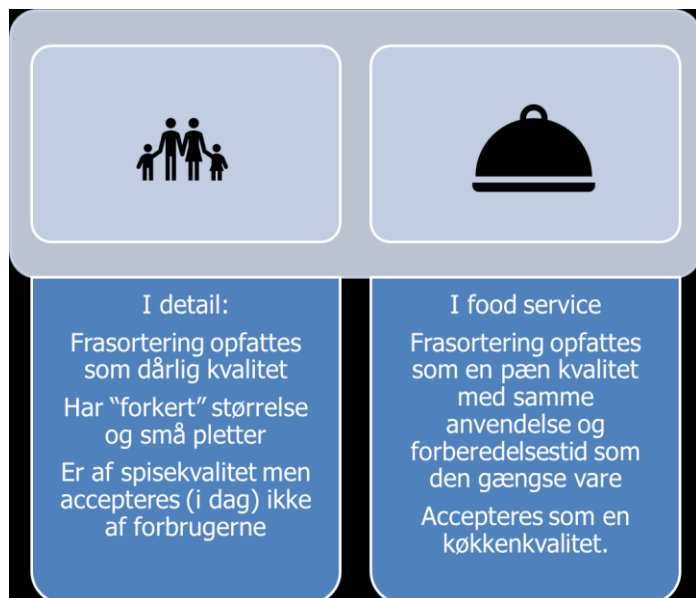 I detail:
Frasortering opfattes
som dårlig kvalitet
Har “forkert” størrelse
og små pletter
Er af spisekvalitet men
accepteres (i dag) ikke
af forbrugerne
I food service
Frasortering opfattes
som en pæn kvalitet
med samme
anvendelse og
forberedelsestid som
den gængse vare
Accepteres som en
køkkenkvalitet.